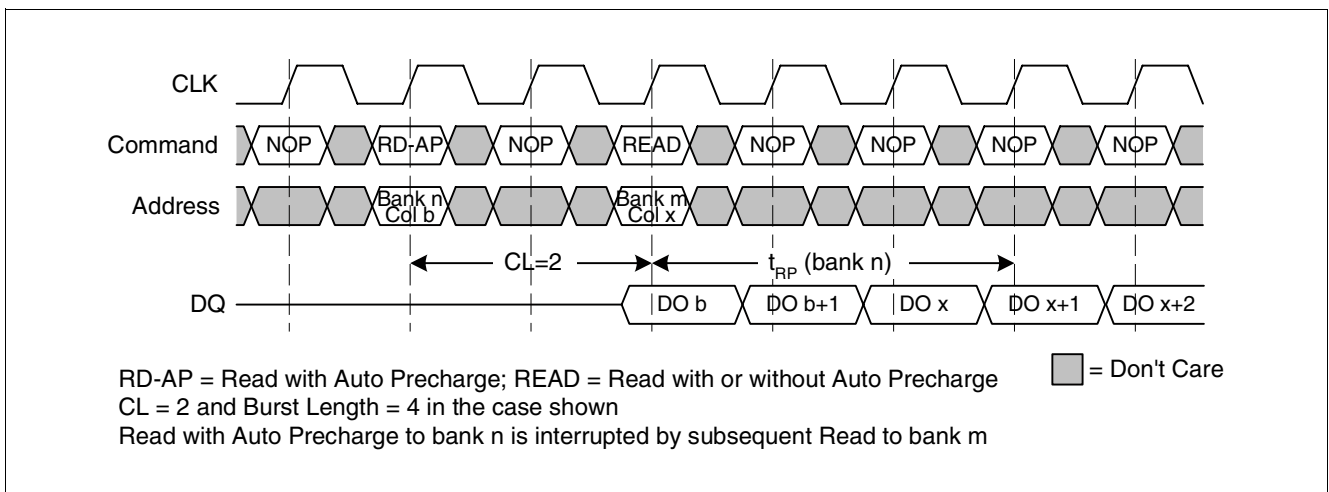 CLK
Command NOP RD-AP NOP READ NOP NOP NOP NOP
Address Bank n Bank m
Col b Col x
CL=2 tRP (bank n)
DQ DO b DO b+1 DO x DO x+1 DO x+2
RD-AP = Read with Auto Precharge; READ = Read with or without Auto Precharge = Don't Care
CL = 2 and Burst Length = 4 in the case shown
Read with Auto Precharge to bank n is interrupted by subsequent Read to bank m